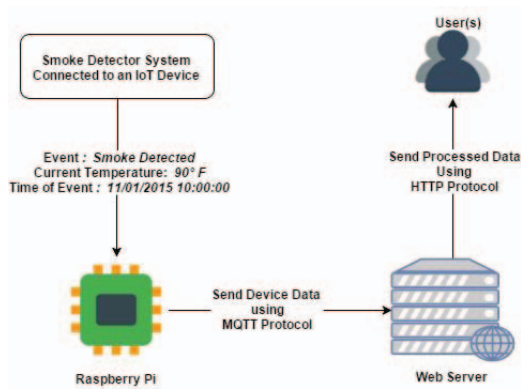 Smoke Detector System
Connected to an IoT Device
User(s)
Event : Smoke Detected
Current Temperature: 90° F
Time of Event : 11/01/2015 10:00:00
Send Processed Data
Using
HTTP Protocol
Send Device Data
using
MQTT Protocol
Raspberry Pi
Web Server